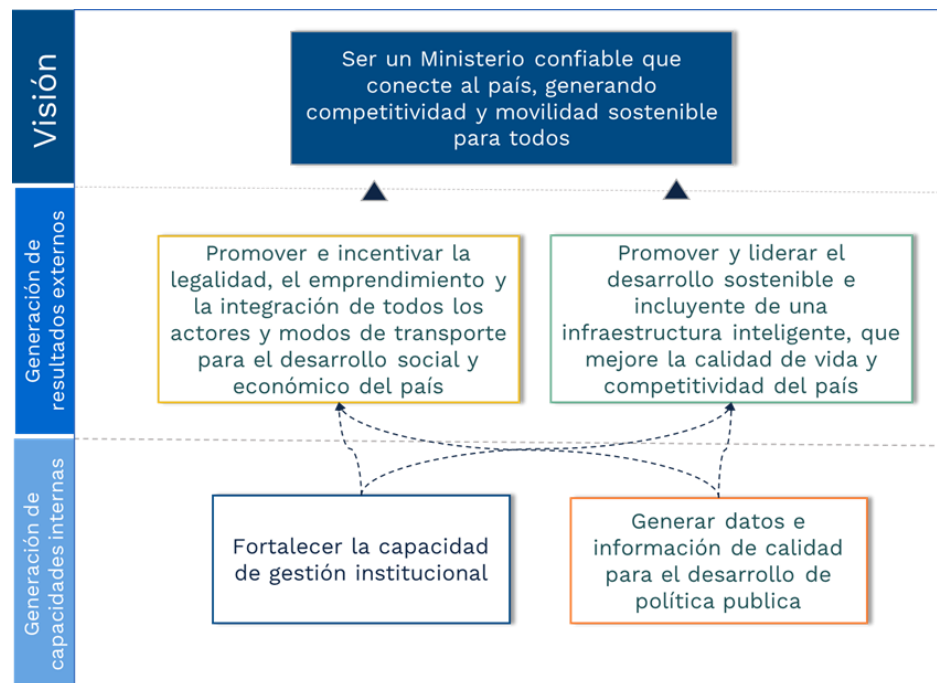 Visión
Ser un Ministerio confiable que
conecte al país, generando
competitividad y movilidad sostenible
para todos
Generación de
resultados externos
Promover e incentivar la
legalidad, el emprendimiento y
la integración de todos los
actores y modos de transporte
para el desarrollo social y
económico del país
Promover y liderar el
desarrollo sostenible e
incluyente de una
infraestructura inteligente, que
mejore la calidad de vida y
competitividad del país
Generación de
capacidades internas
Fortalecer la capacidad
de gestión institucional
Generar datos e
información de calidad
para el desarrollo de
política publica